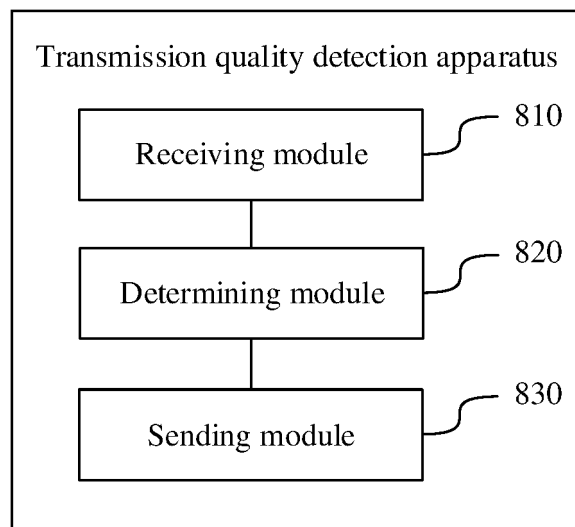 Transmission quality detection apparatus
810
Receiving module
820
Determining module
830
Sending module